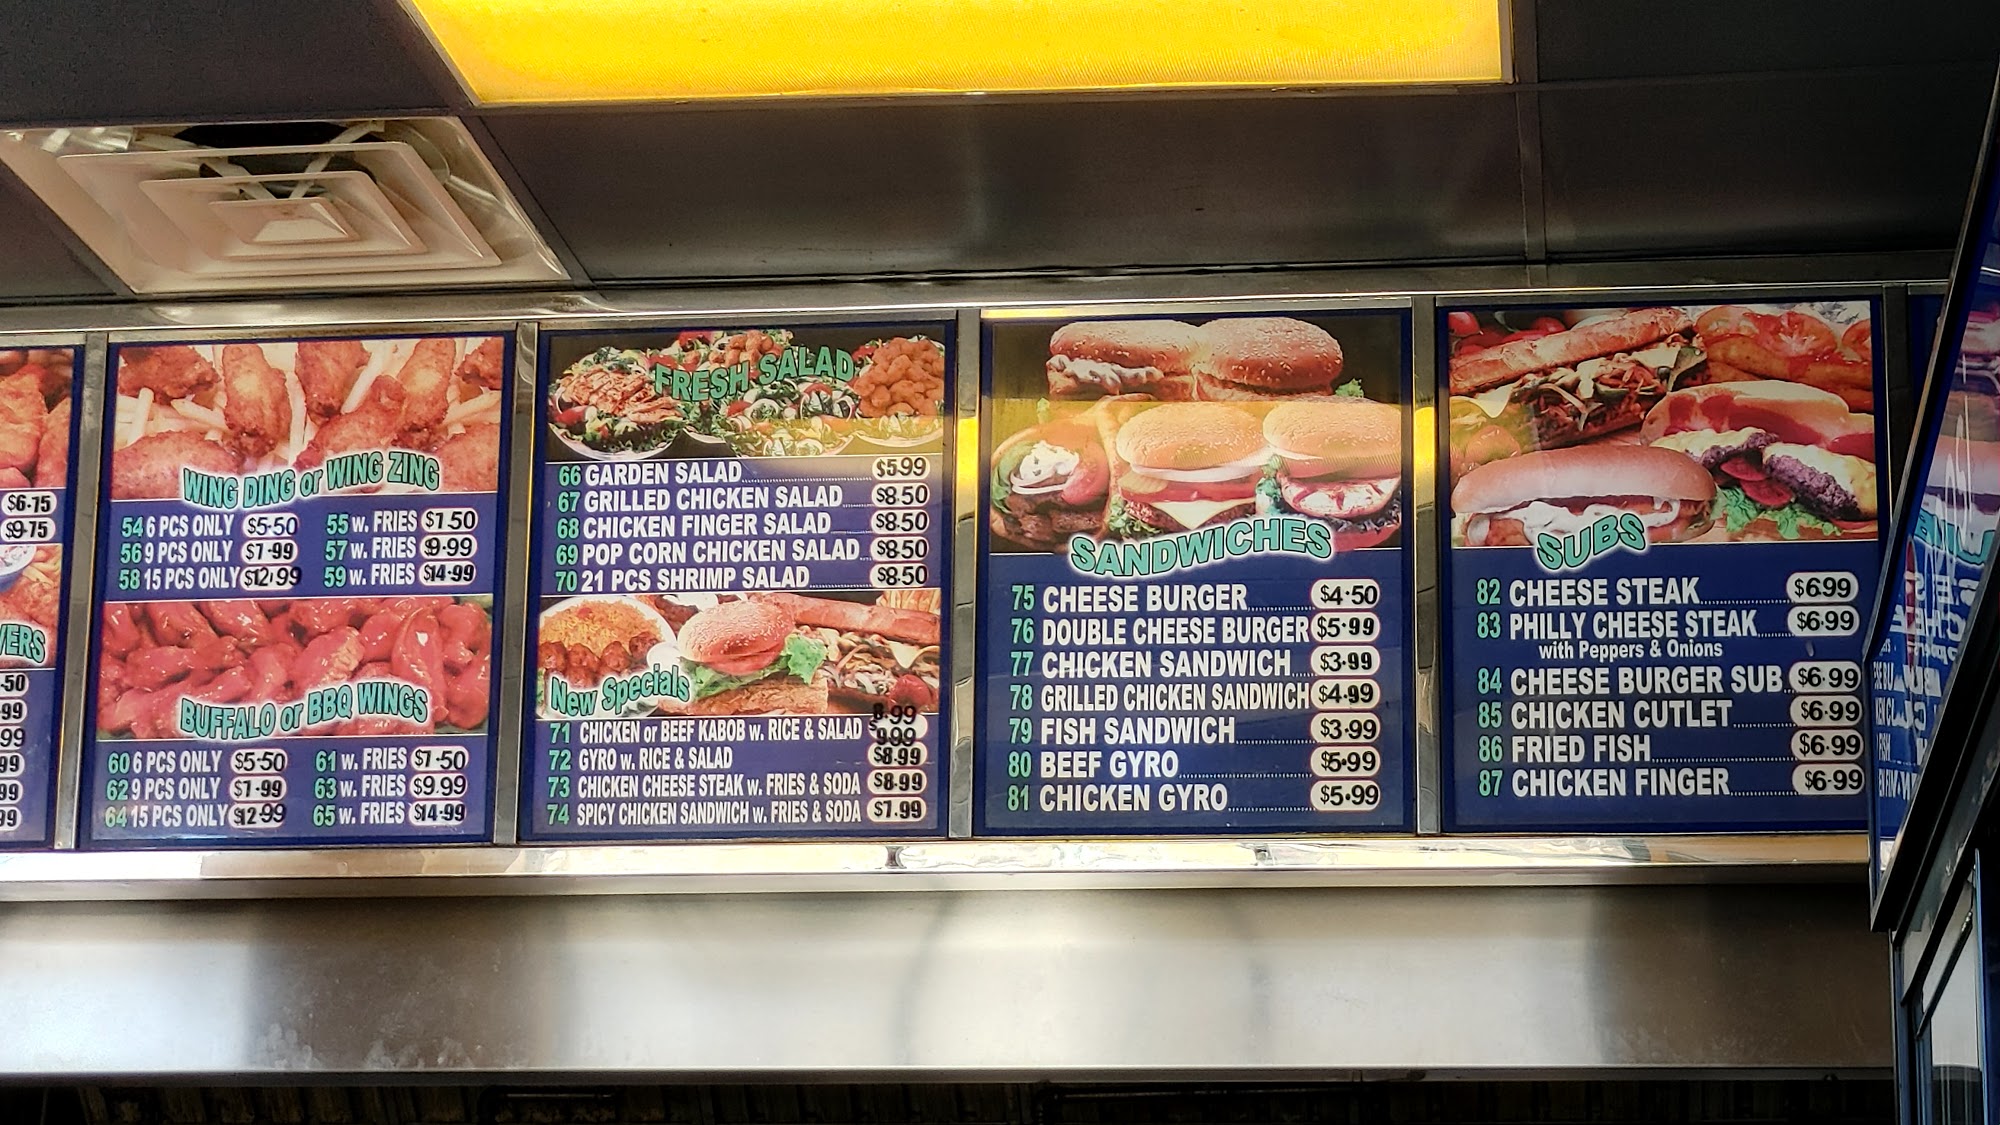 $6.75
$9.75
WING DING or WING ZING
54 6 PCS ONLY $5.50 55 w. FRIES $7.50
56 9 PCS ONLY $7.99 57 w. FRIES $9.99
58 15 PCS ONLY $12.99 59 w. FRIES $14.99
BUFFALO or BBQ WINGS
60 6 PCS ONLY $5.50 61 w. FRIES $7.50
62 9 PCS ONLY $7.99 63 w. FRIES $9.99
64 15 PCS ONLY $12.99 65 w. FRIES $14.99
FRESH SALAD
66 GARDEN SALAD $5.99
67 GRILLED CHICKEN SALAD $8.50
68 CHICKEN FINGER SALAD $8.50
69 POP CORN CHICKEN SALAD $8.50
70 21 PCS SHRIMP SALAD $8.50
New Specials
71 CHICKEN or BEEF KABOB w. RICE & SALAD 8.99 9.99
72 GYRO w. RICE & SALAD $8.99
73 CHICKEN CHEESE STEAK w. FRIES & SODA $8.99
74 SPICY CHICKEN SANDWICH w. FRIES & SODA $7.99
SANDWICHES
75 CHEESE BURGER $4.50
76 DOUBLE CHEESE BURGER $5.99
77 CHICKEN SANDWICH $3.99
78 GRILLED CHICKEN SANDWICH $4.99
79 FISH SANDWICH $3.99
80 BEEF GYRO $5.99
81 CHICKEN GYRO $5.99
SUBS
82 CHEESE STEAK $6.99
83 PHILLY CHEESE STEAK $6.99
with Peppers & Onions
84 CHEESE BURGER SUB $6.99
85 CHICKEN CUTLET $6.99
86 FRIED FISH $6.99
87 CHICKEN FINGER $6.99